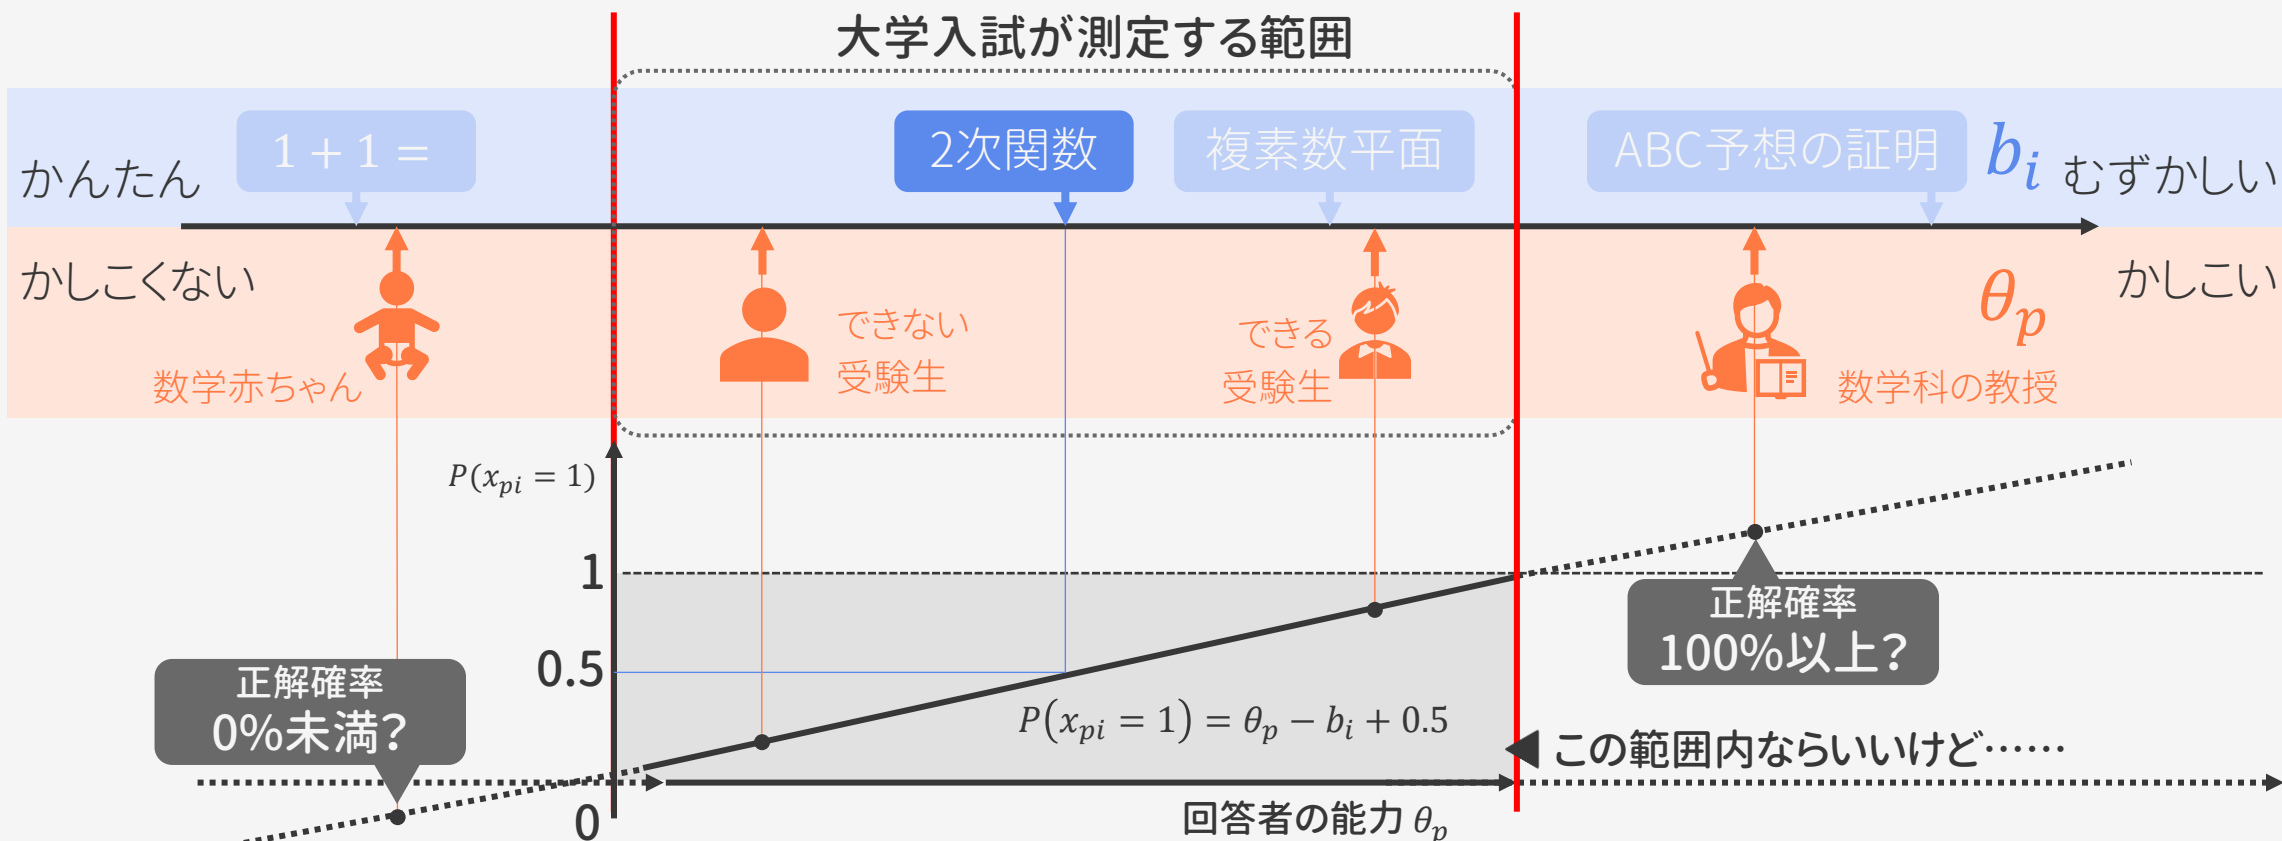 大学入試が測定する範囲
かんたん
1 + 1 =
2次関数
複素数平面
ABC予想の証明
b_i
むずかしい
かしこくない
かしこい
θ_p
数学赤ちゃん
できない
受験生
できる
受験生
数学科の教授
P(x_{pi} = 1)
1
0.5
0
正解確率
0%未満?
正解確率
100%以上?
P(x_{pi} = 1) = θ_p − b_i + 0.5
この範囲内ならいいけど……
回答者の能力 θ_p